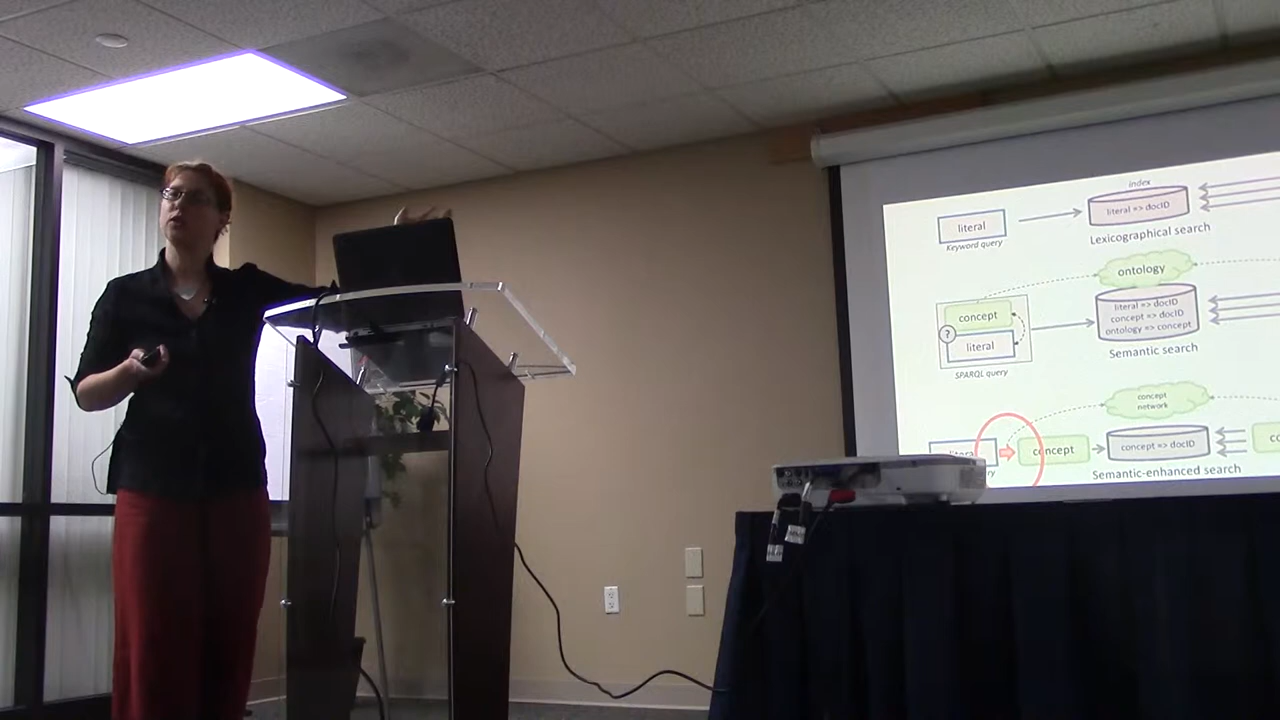 index
literal
literal => docID
Keyword query
Lexicographical search
ontology
concept
literal
?
literal => docID
concept => docID
ontology => concept
SPARQL query
Semantic search
concept
network
concept
concept => docID
Semantic-enhanced search